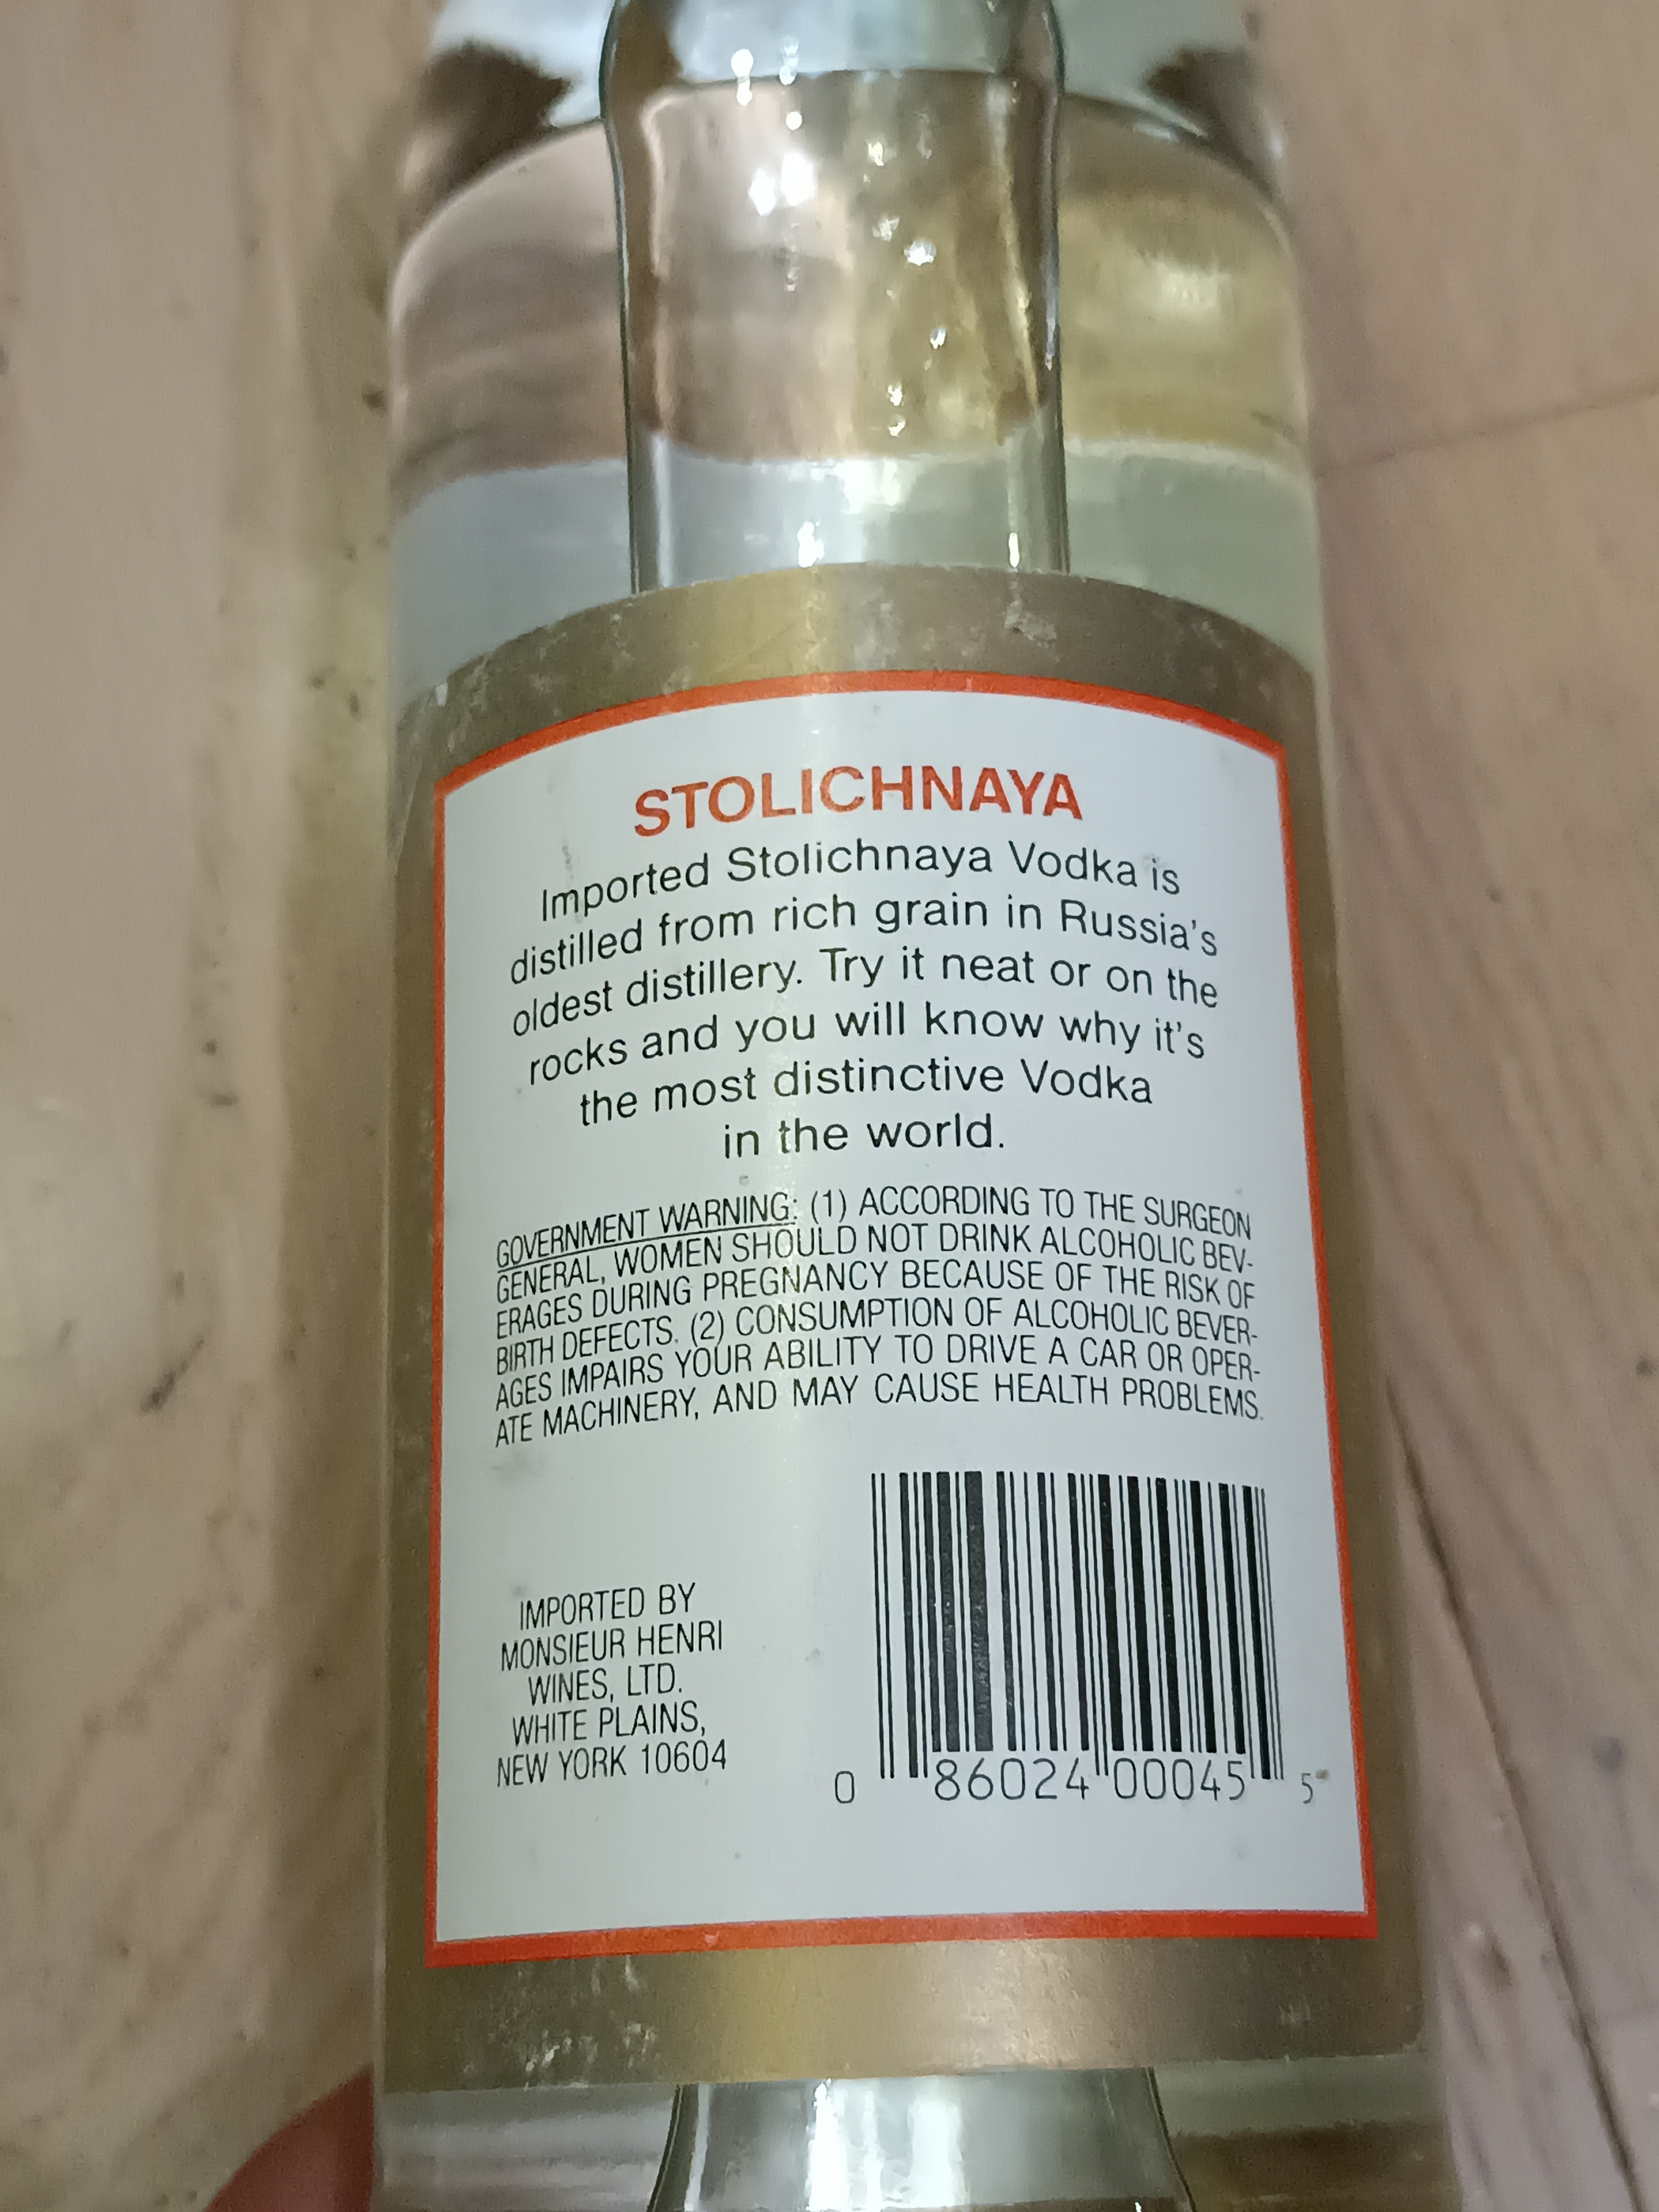 STOLICHNAYA
Imported Stolichnaya Vodka is
distilled from rich grain in Russia's
oldest distillery. Try it neat or on the
rocks and you will know why it's
the most distinctive Vodka
in the world.
GOVERNMENT WARNING: (1) ACCORDING TO THE SURGEON
GENERAL, WOMEN SHOULD NOT DRINK ALCOHOLIC BEV-
ERAGES DURING PREGNANCY BECAUSE OF THE RISK OF
BIRTH DEFECTS. (2) CONSUMPTION OF ALCOHOLIC BEVER-
AGES IMPAIRS YOUR ABILITY TO DRIVE A CAR OR OPER-
ATE MACHINERY, AND MAY CAUSE HEALTH PROBLEMS.
IMPORTED BY
MONSIEUR HENRI
WINES, LTD.
WHITE PLAINS,
NEW YORK 10604
0 86024 00045 5